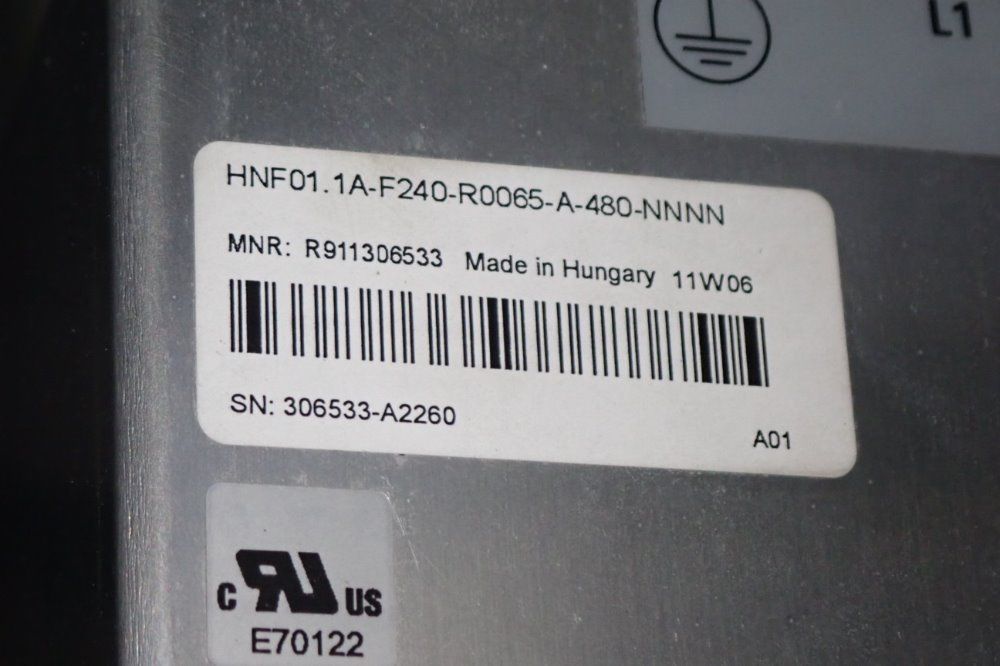 L1
HNF01.1A-F240-R0065-A-480-NNNN
MNR: R911306533 Made in Hungary 11W06
SN: 306533-A2260
A01
c RU US
E70122